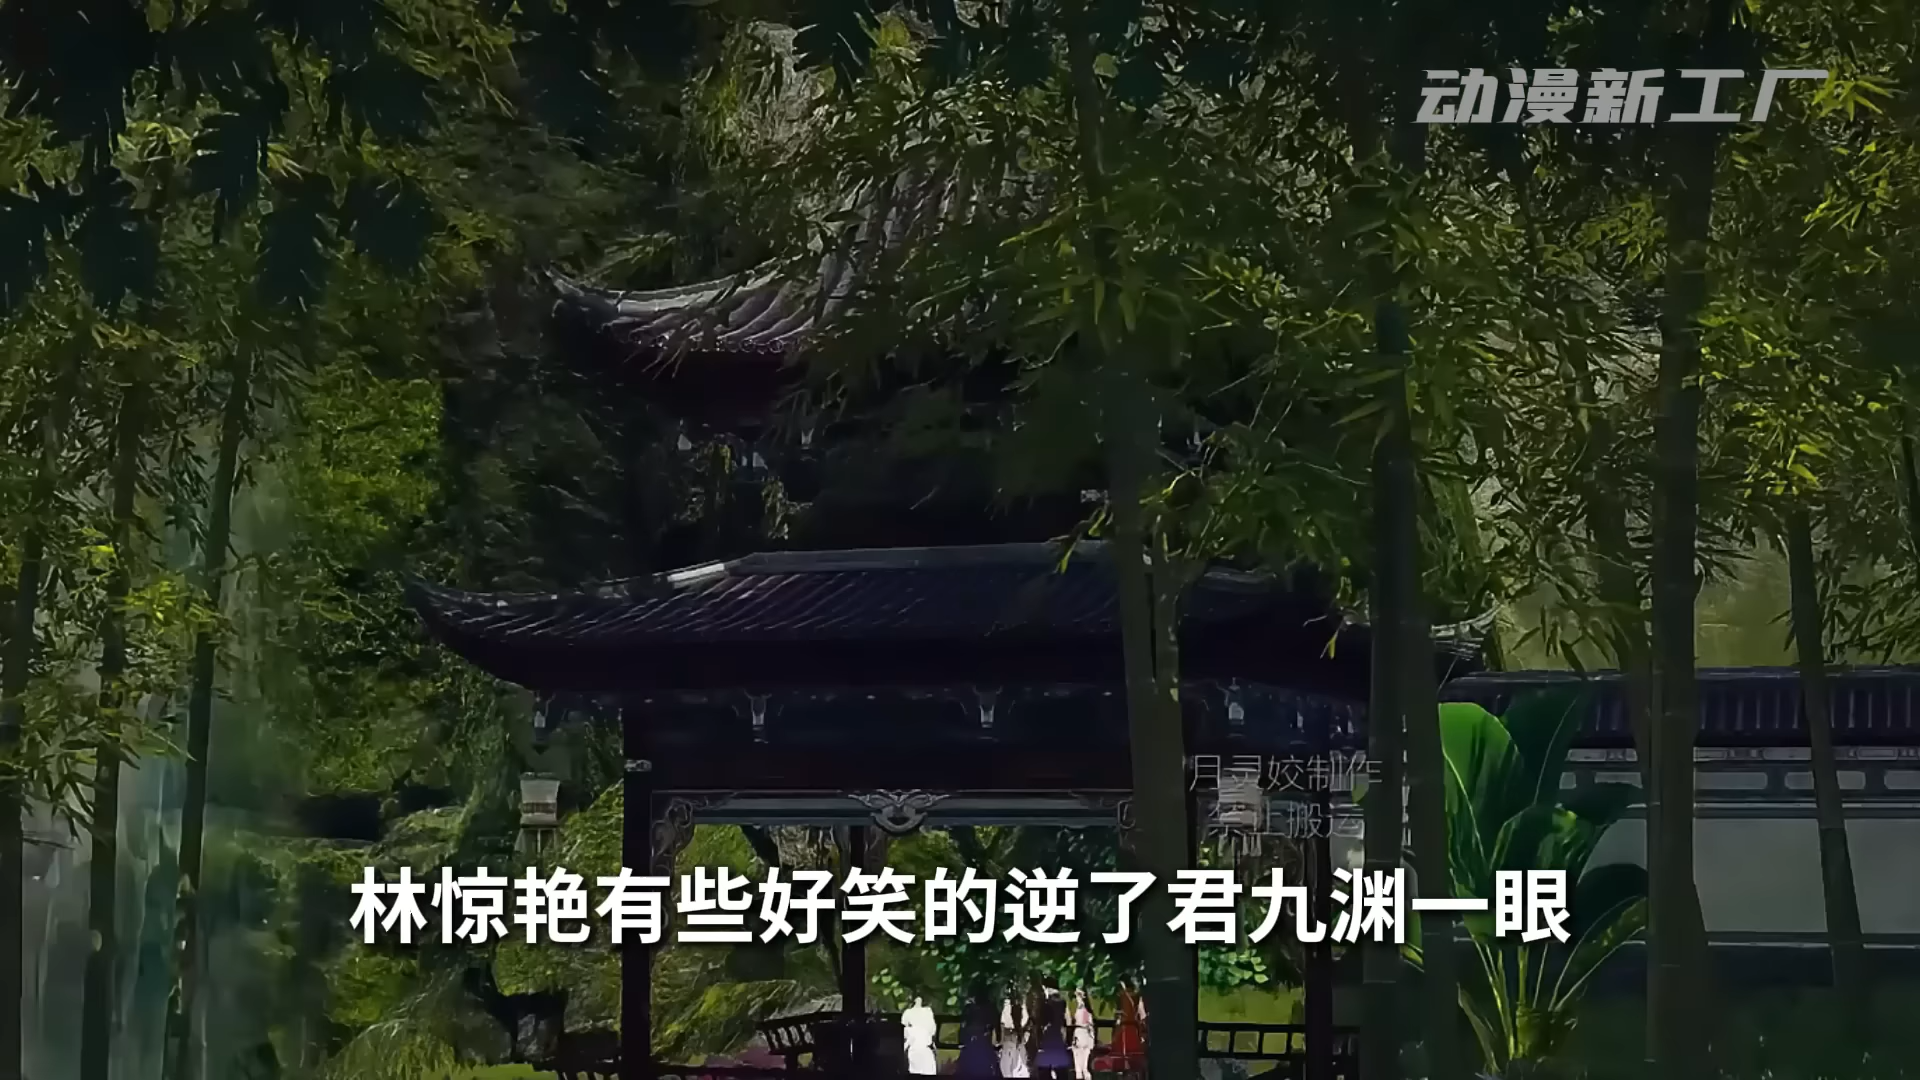 动漫新工厂
月灵姣制作
禁止搬运
林惊艳有些好笑的逆了君九渊一眼